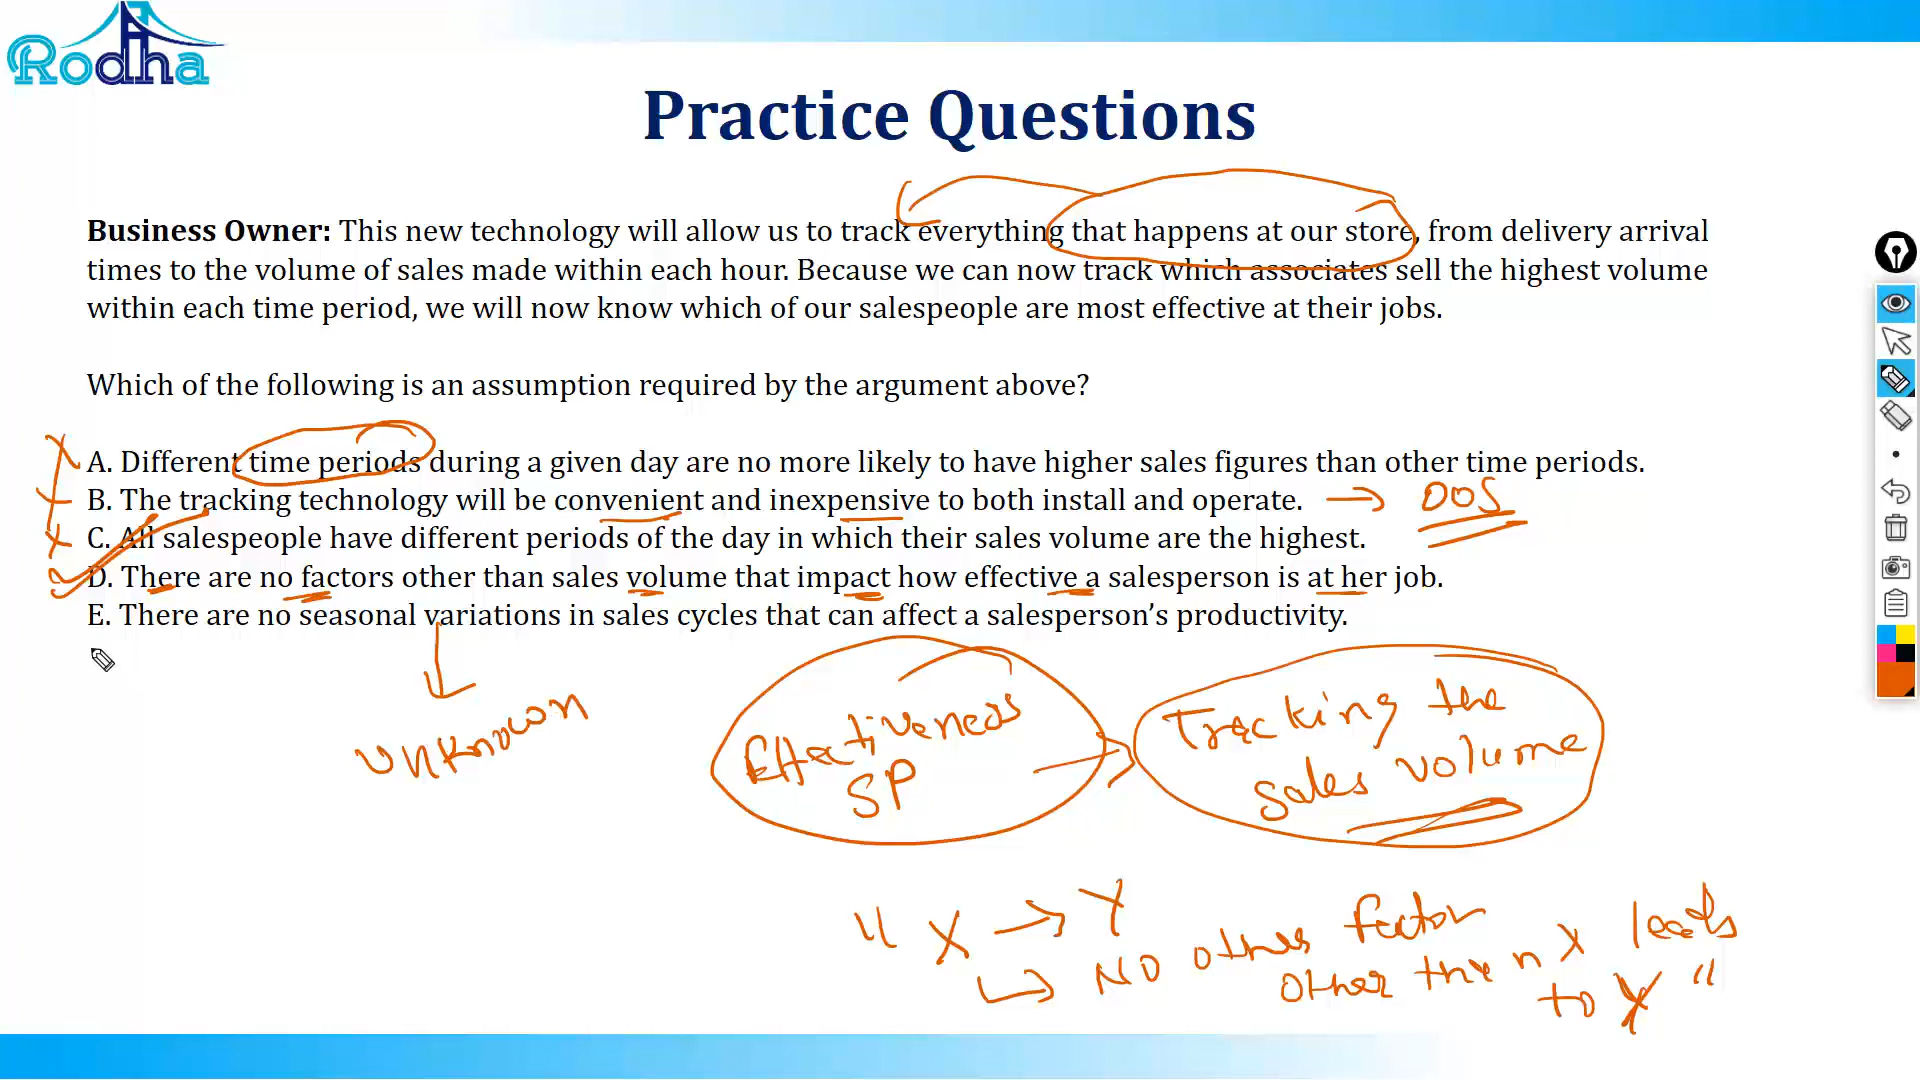 Rodha
Practice Questions
Business Owner: This new technology will allow us to track everything that happens at our store, from delivery arrival
times to the volume of sales made within each hour. Because we can now track which associates sell the highest volume
within each time period, we will now know which of our salespeople are most effective at their jobs.
Which of the following is an assumption required by the argument above?
A. Different time periods during a given day are no more likely to have higher sales figures than other time periods.
B. The tracking technology will be convenient and inexpensive to both install and operate. → OOS
C. All salespeople have different periods of the day in which their sales volume are the highest.
D. There are no factors other than sales volume that impact how effective a salesperson is at her job.
E. There are no seasonal variations in sales cycles that can affect a salesperson's productivity.
Unknown
Effectiveness
SP
Tracking the
Sales volume
" X → Y
↳ NO other factor
other then X leads
to Y "